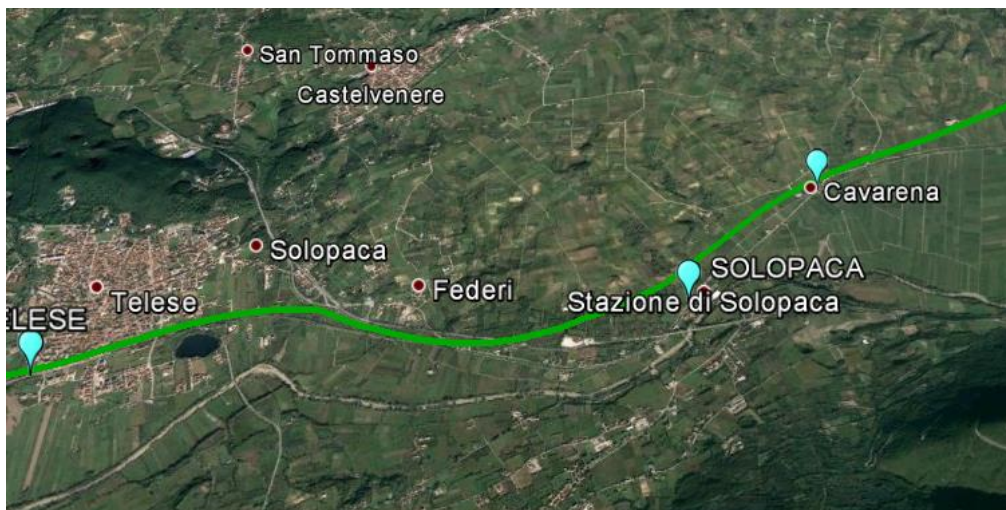 San Tommaso
Castelvenere
Cavarena
Solopaca
SOLOPACA
Federi
Telese
Stazione di Solopaca
ELESE